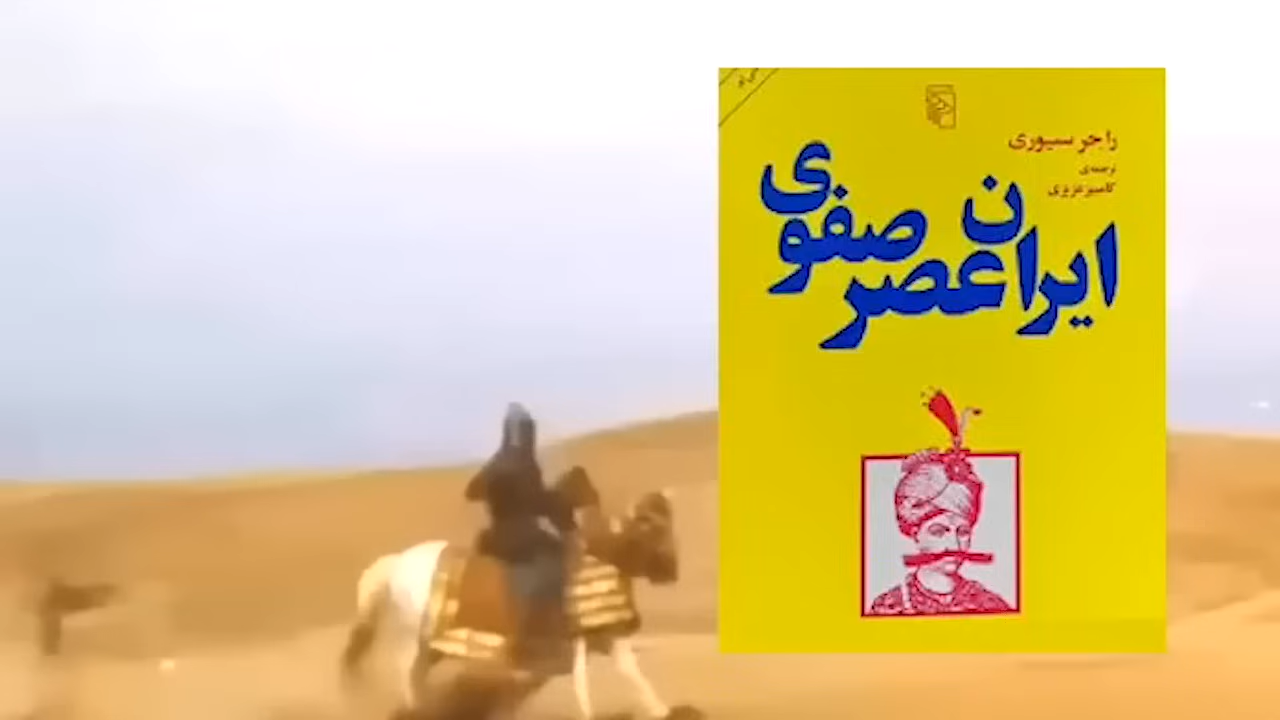 راجر سیوری
ترجمه‌ی
کامبیز عزیزی
ایران عصر صفوی